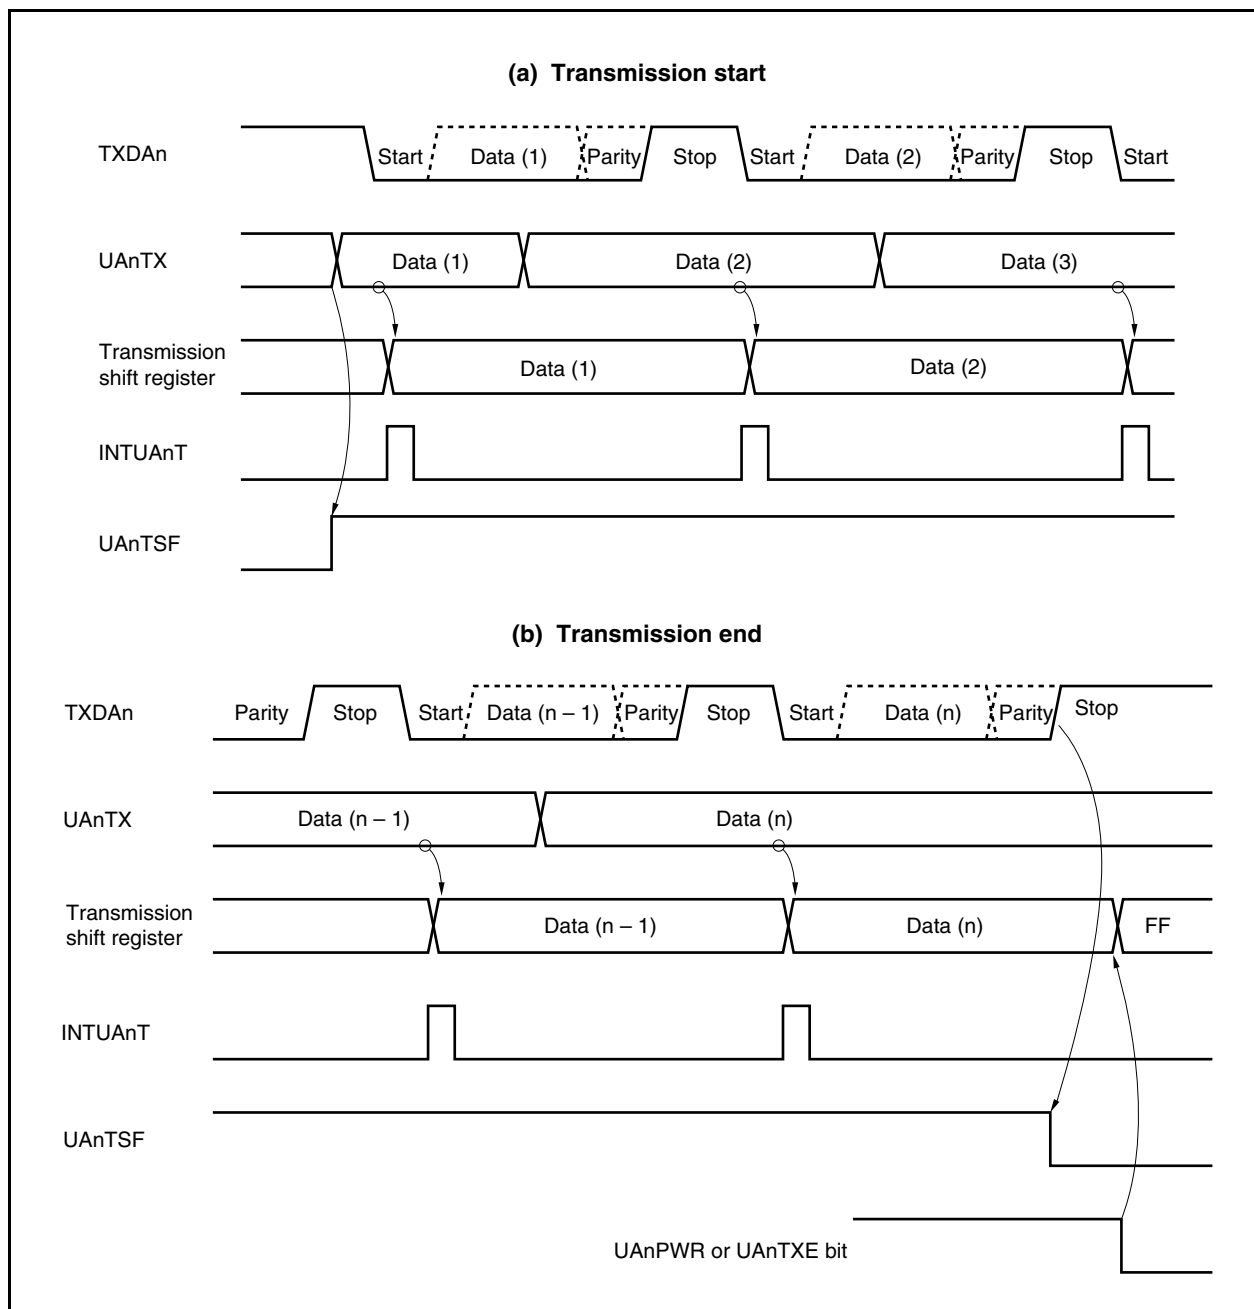 (a) Transmission start
TXDAn
Start Data (1) Parity Stop Start Data (2) Parity Stop Start
UAnTX
Data (1) Data (2) Data (3)
Transmission
shift register
Data (1) Data (2)
INTUAnT
UAnTSF
(b) Transmission end
TXDAn
Parity Stop Start Data (n – 1) Parity Stop Start Data (n) Parity Stop
UAnTX
Data (n – 1) Data (n)
Transmission
shift register
Data (n – 1) Data (n) FF
INTUAnT
UAnTSF
UAnPWR or UAnTXE bit